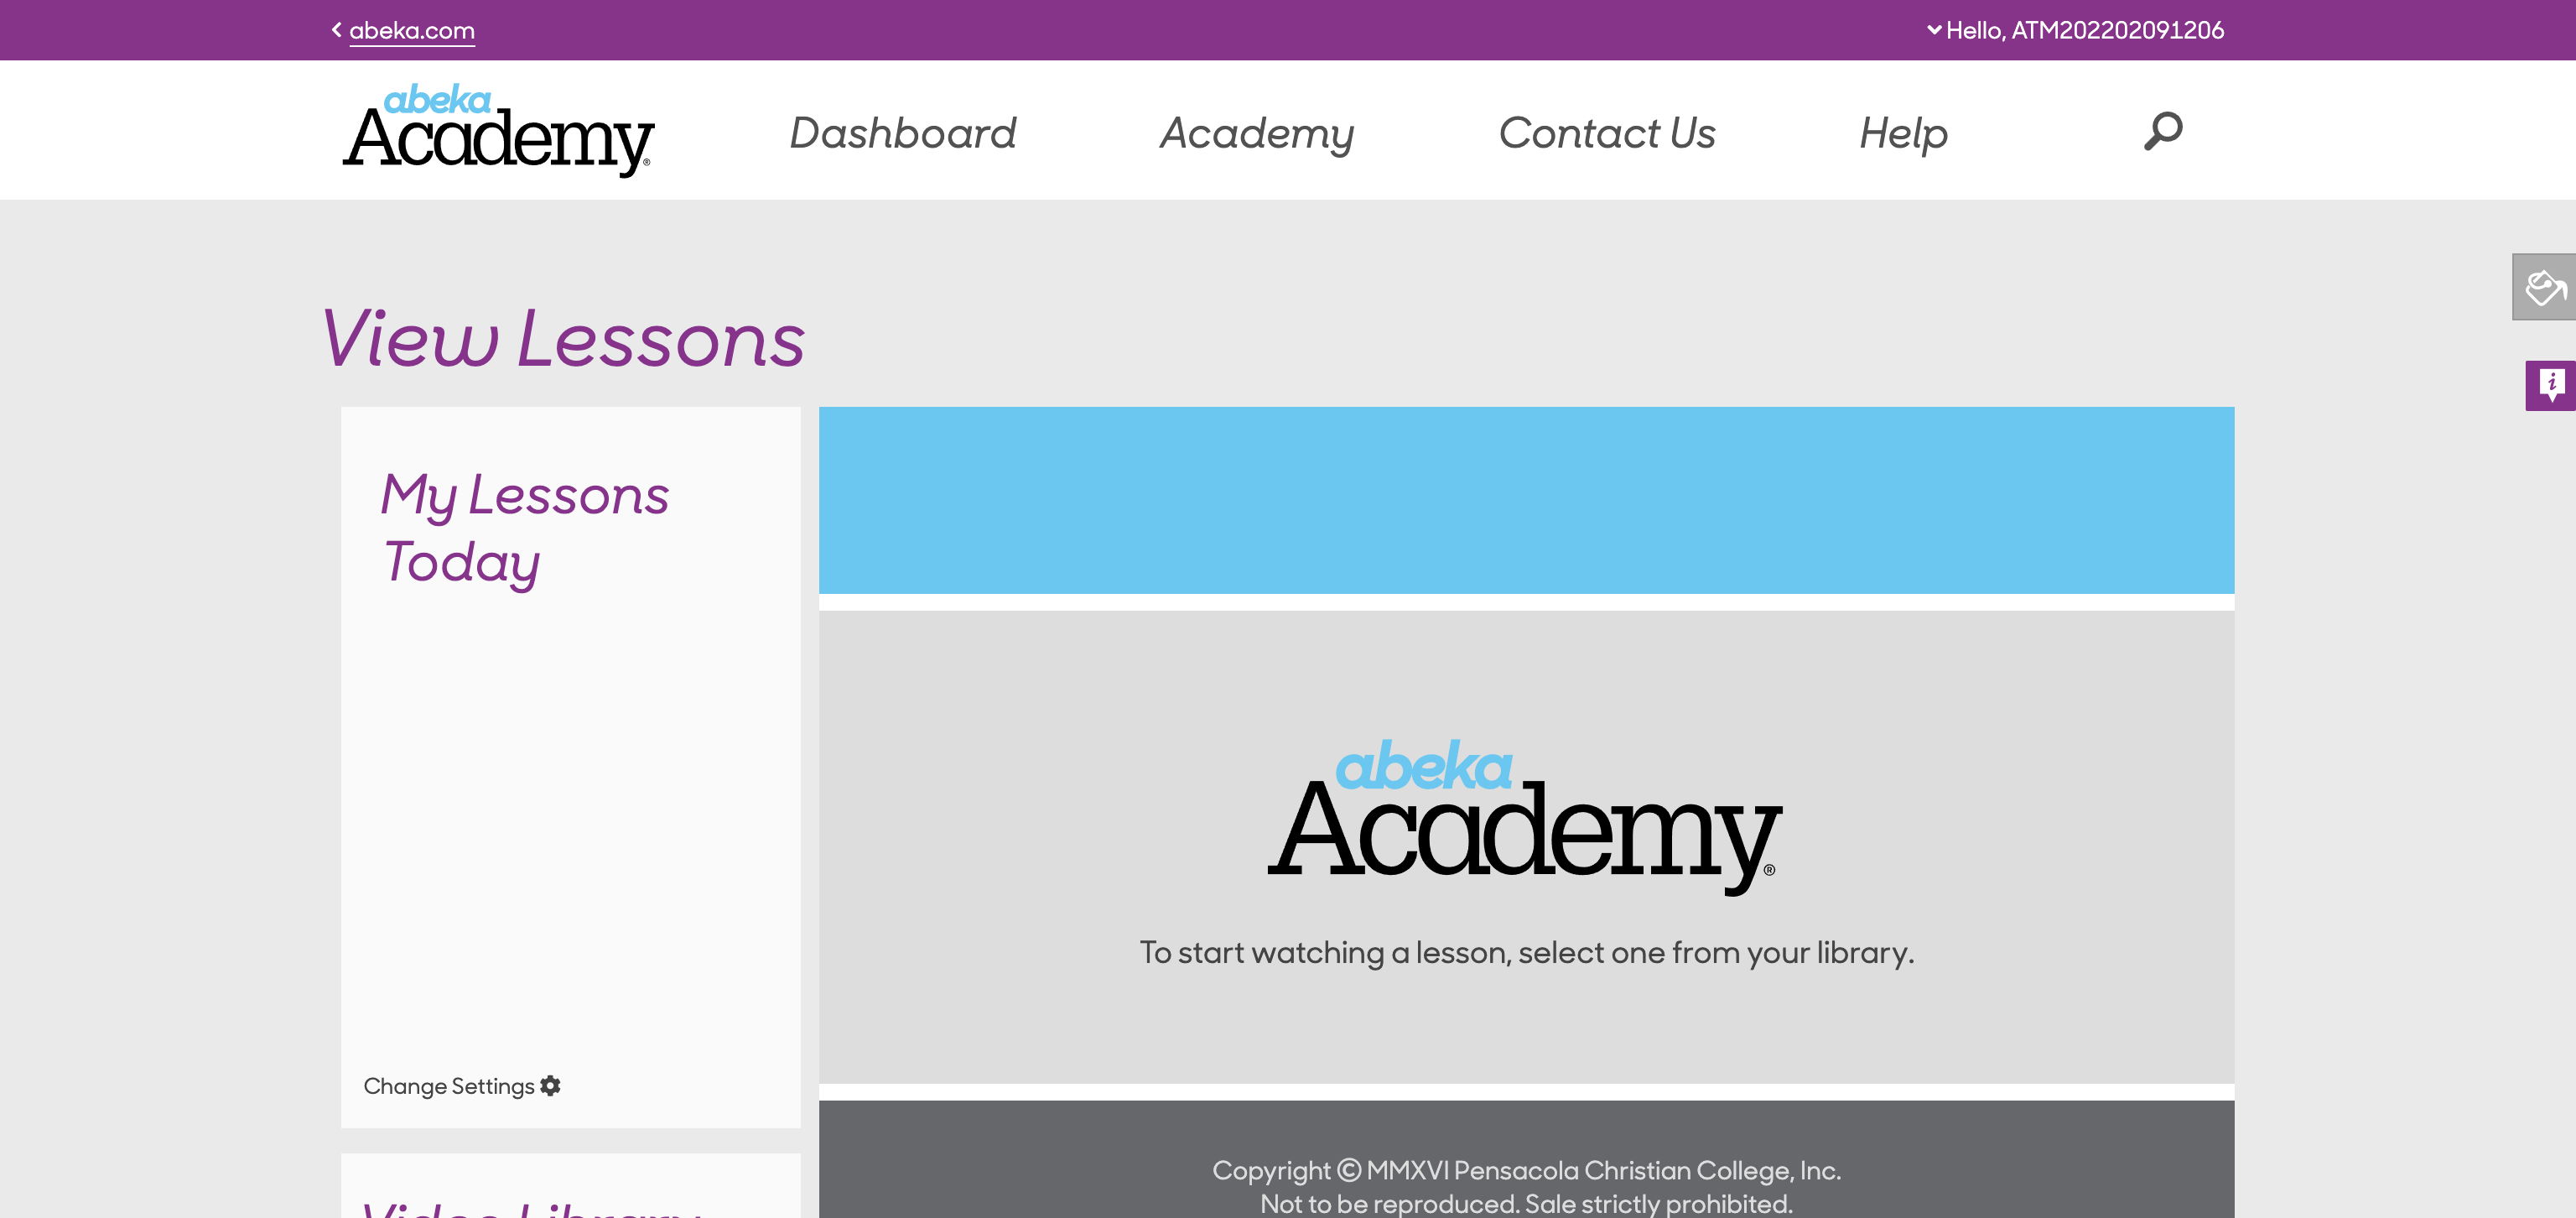 abeka.com
Hello, ATM202202091206
abeka
Academy®
Dashboard
Academy
Contact Us
Help
View Lessons
My Lessons
Today
Change Settings
Video Library
abeka
Academy®
To start watching a lesson, select one from your library.
Copyright © MMXVI Pensacola Christian College, Inc.
Not to be reproduced. Sale strictly prohibited.